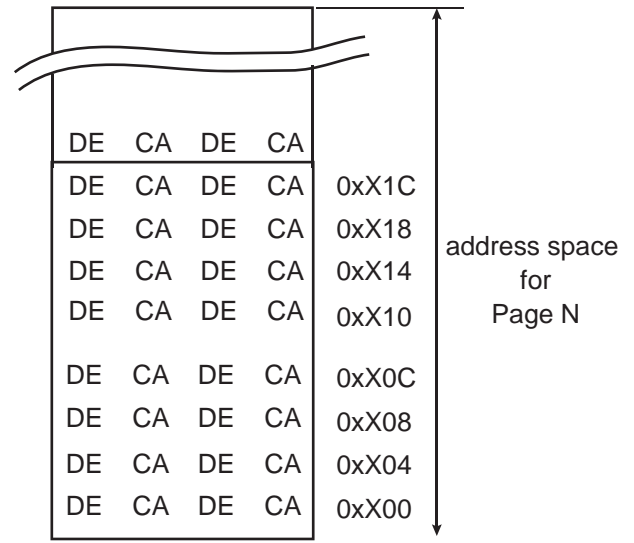 DE CA DE CA
DE CA DE CA 0xX1C
DE CA DE CA 0xX18
DE CA DE CA 0xX14
DE CA DE CA 0xX10
DE CA DE CA 0xX0C
DE CA DE CA 0xX08
DE CA DE CA 0xX04
DE CA DE CA 0xX00
address space
for
Page N